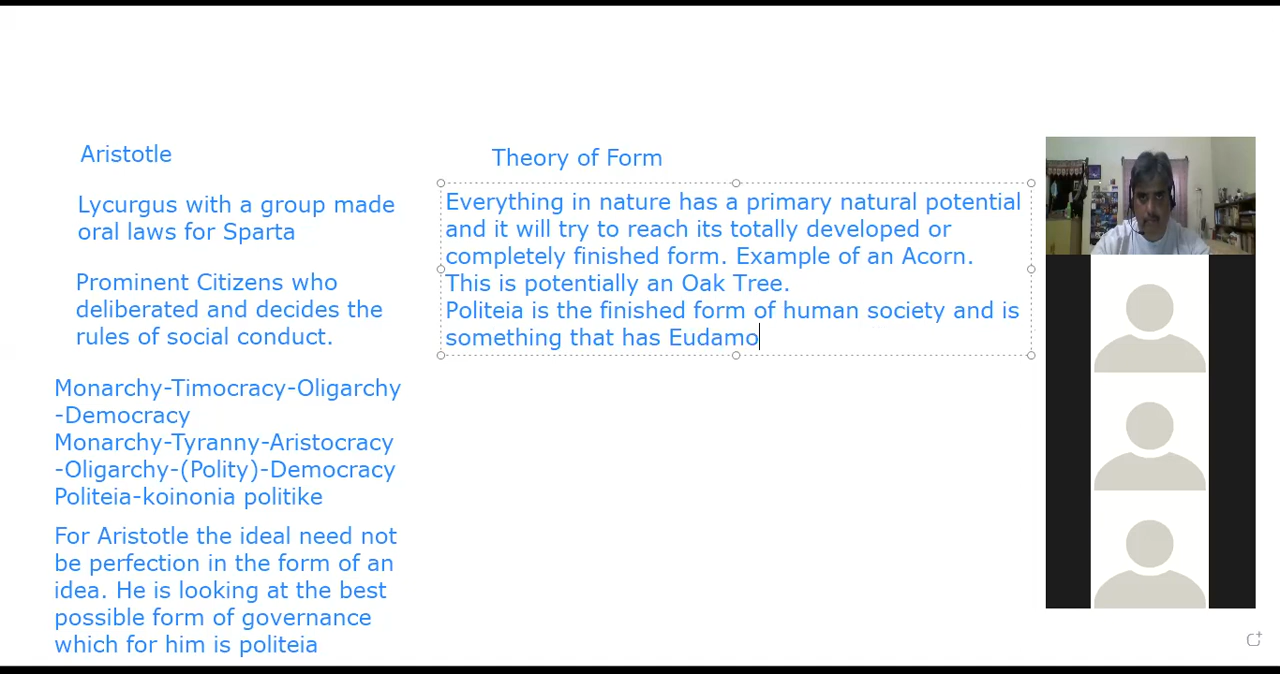 Aristotle
Lycurgus with a group made
oral laws for Sparta
Prominent Citizens who
deliberated and decides the
rules of social conduct.
Monarchy-Timocracy-Oligarchy
-Democracy
Monarchy-Tyranny-Aristocracy
-Oligarchy-(Polity)-Democracy
Politeia-koinonia politike
For Aristotle the ideal need not
be perfection in the form of an
idea. He is looking at the best
possible form of governance
which for him is politeia
Theory of Form
Everything in nature has a primary natural potential
and it will try to reach its totally developed or
completely finished form. Example of an Acorn.
This is potentially an Oak Tree.
Politeia is the finished form of human society and is
something that has Eudamo